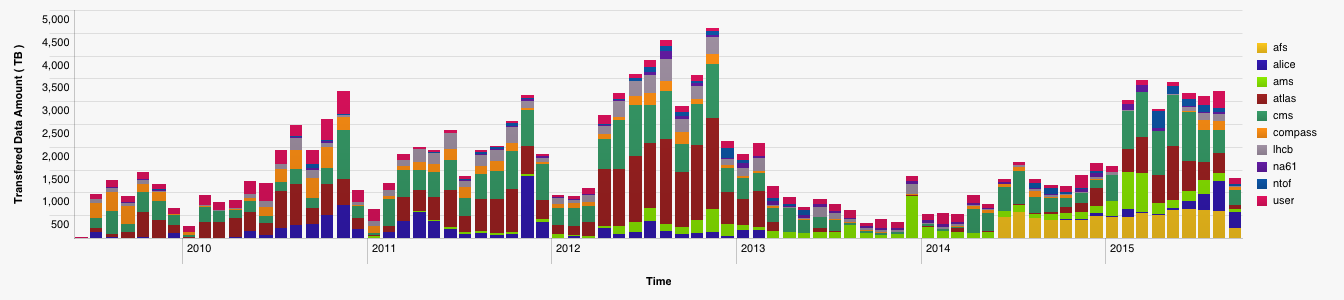 Transfered Data Amount ( TB )
5,000
4,500
4,000
3,500
3,000
2,500
2,000
1,500
1,000
500
2010
2011
2012
2013
2014
2015
Time
afs
alice
ams
atlas
cms
compass
lhcb
na61
ntof
user